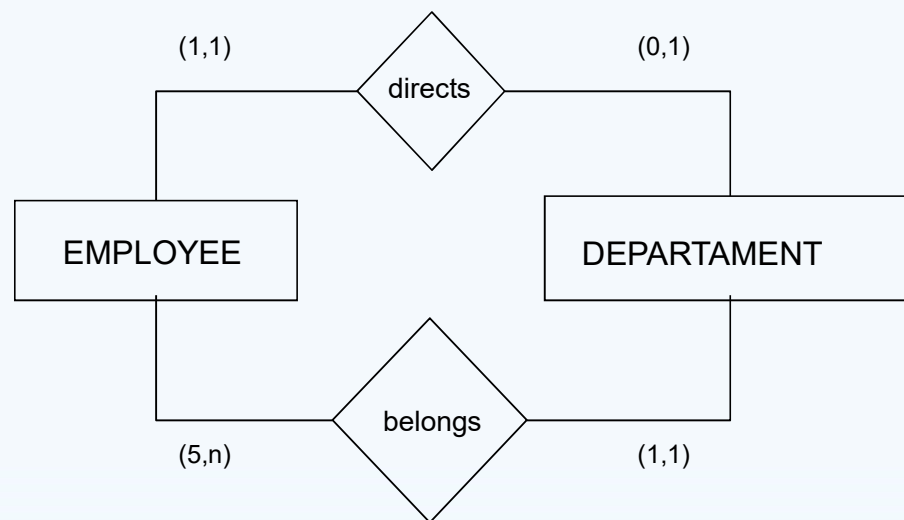 (1,1)
(0,1)
directs
EMPLOYEE
DEPARTAMENT
belongs
(5,n)
(1,1)